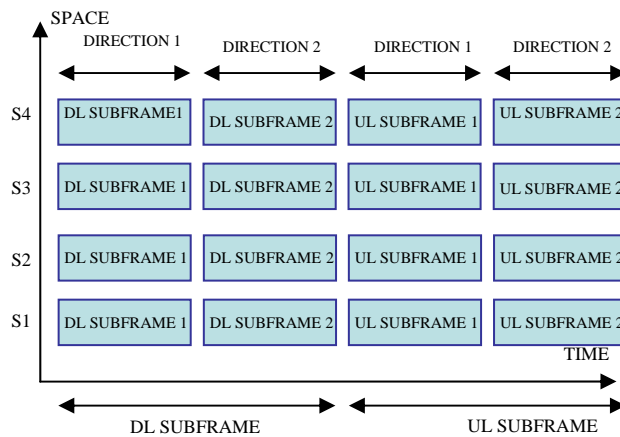 SPACE
DIRECTION 1 DIRECTION 2 DIRECTION 1 DIRECTION 2
S4 DL SUBFRAME1 DL SUBFRAME 2 UL SUBFRAME 1 UL SUBFRAME 2
S3 DL SUBFRAME 1 DL SUBFRAME 2 UL SUBFRAME 1 UL SUBFRAME 2
S2 DL SUBFRAME 1 DL SUBFRAME 2 UL SUBFRAME 1 UL SUBFRAME 2
S1 DL SUBFRAME 1 DL SUBFRAME 2 UL SUBFRAME 1 UL SUBFRAME 2
TIME
DL SUBFRAME UL SUBFRAME